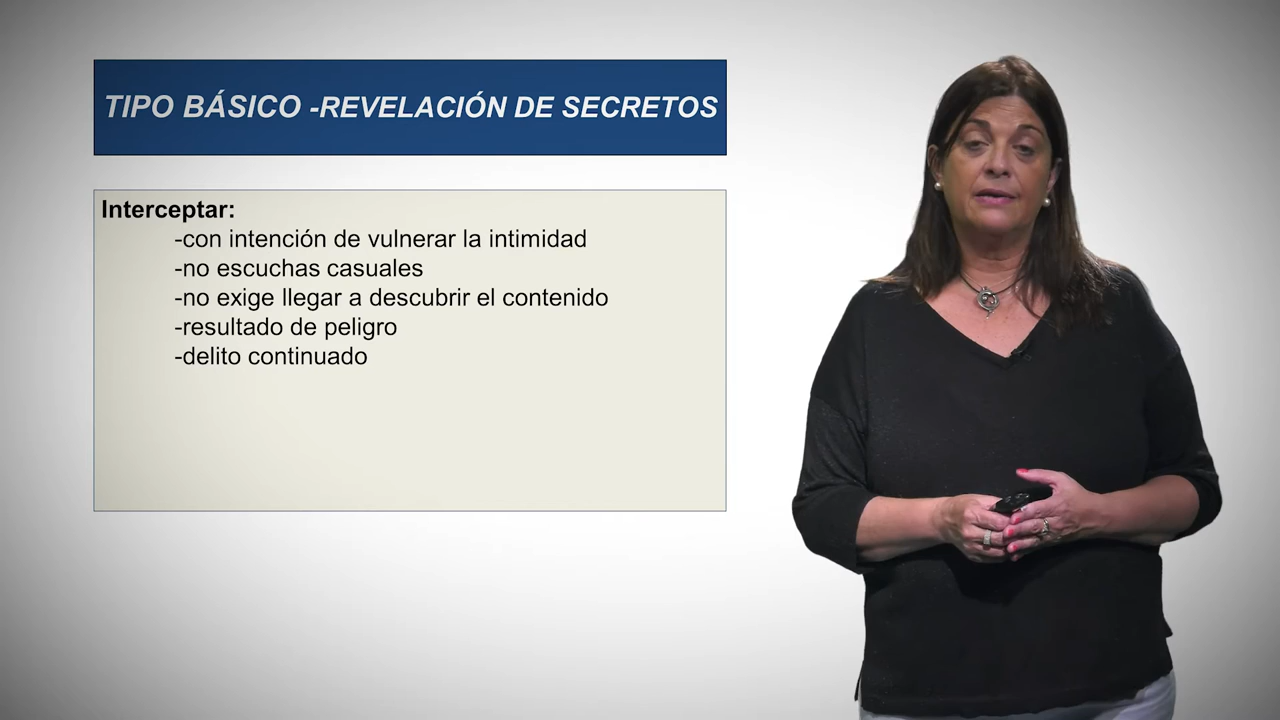 TIPO BÁSICO -REVELACIÓN DE SECRETOS
Interceptar:
-con intención de vulnerar la intimidad
-no escuchas casuales
-no exige llegar a descubrir el contenido
-resultado de peligro
-delito continuado